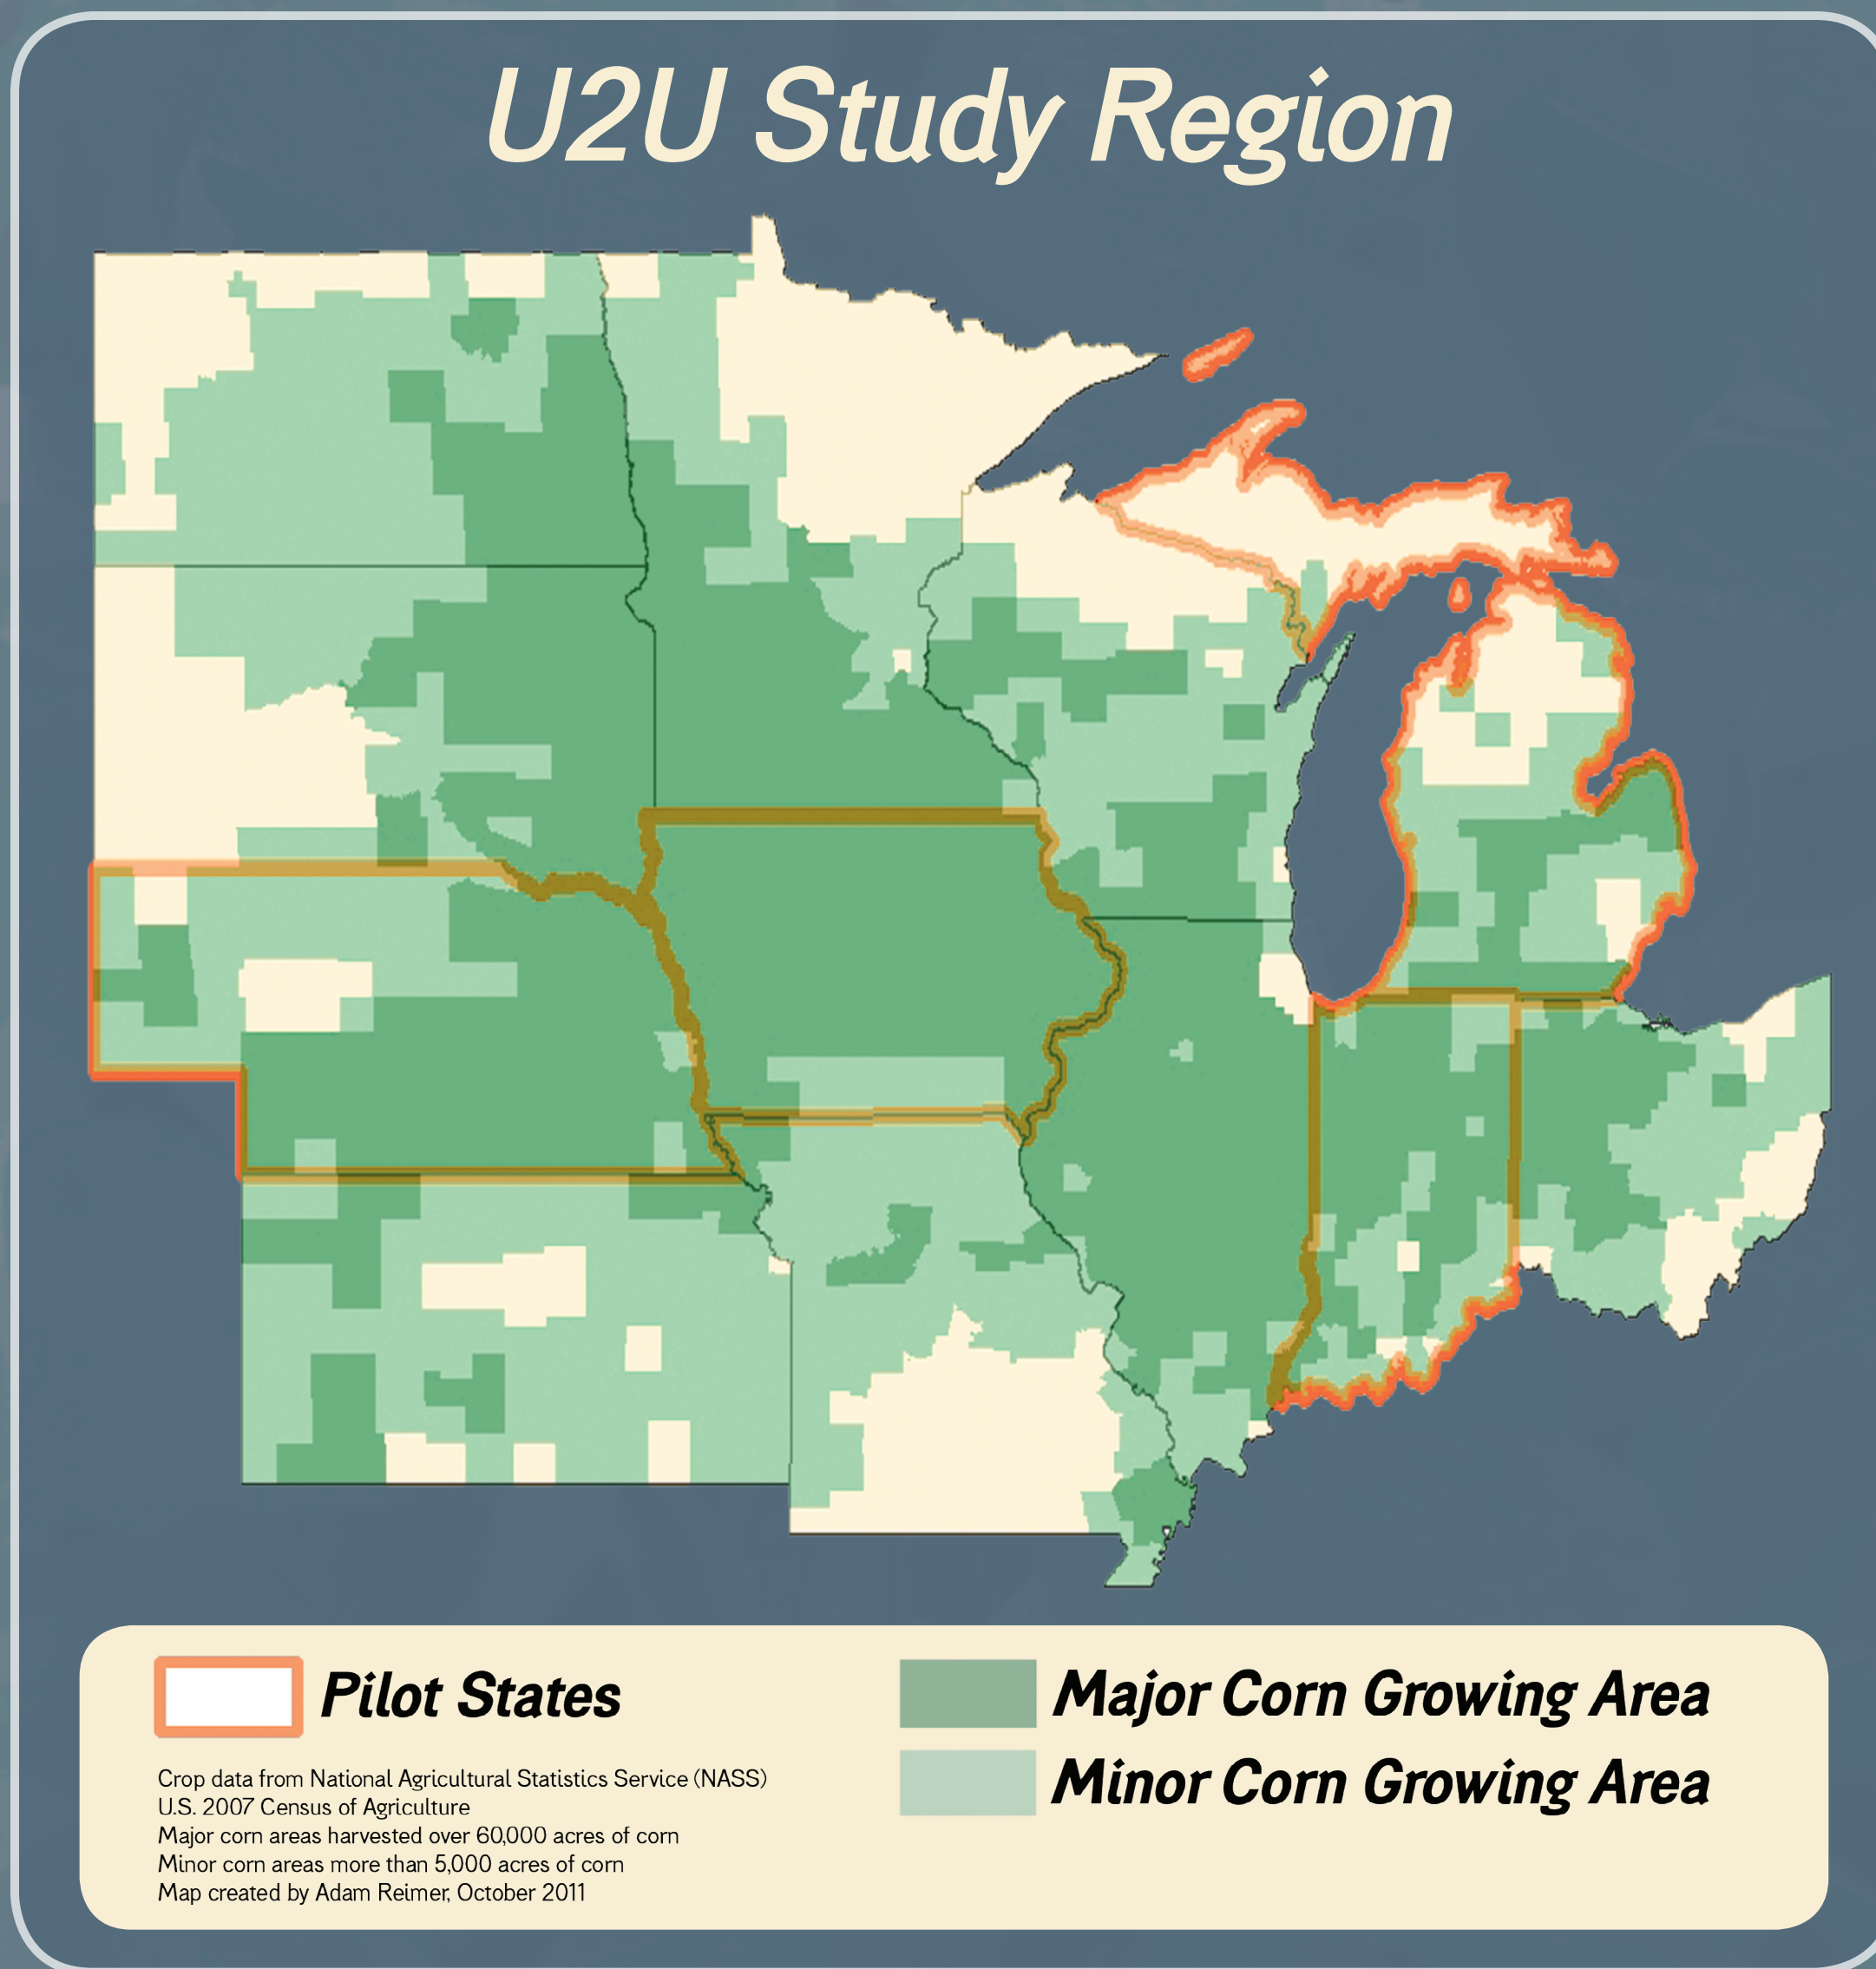 U2U Study Region
Pilot States
Major Corn Growing Area
Minor Corn Growing Area
Crop data from National Agricultural Statistics Service (NASS)
U.S. 2007 Census of Agriculture
Major corn areas harvested over 60,000 acres of corn
Minor corn areas more than 5,000 acres of corn
Map created by Adam Reimer, October 2011